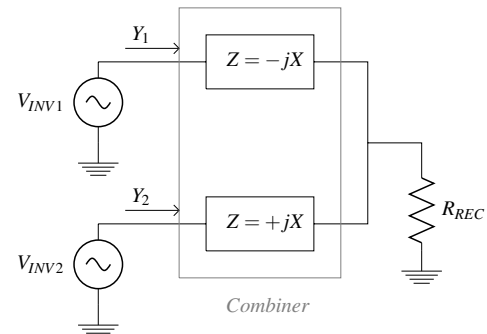 Y1
Z = −jX
VINV1
Y2
Z = +jX
RREC
VINV2
Combiner